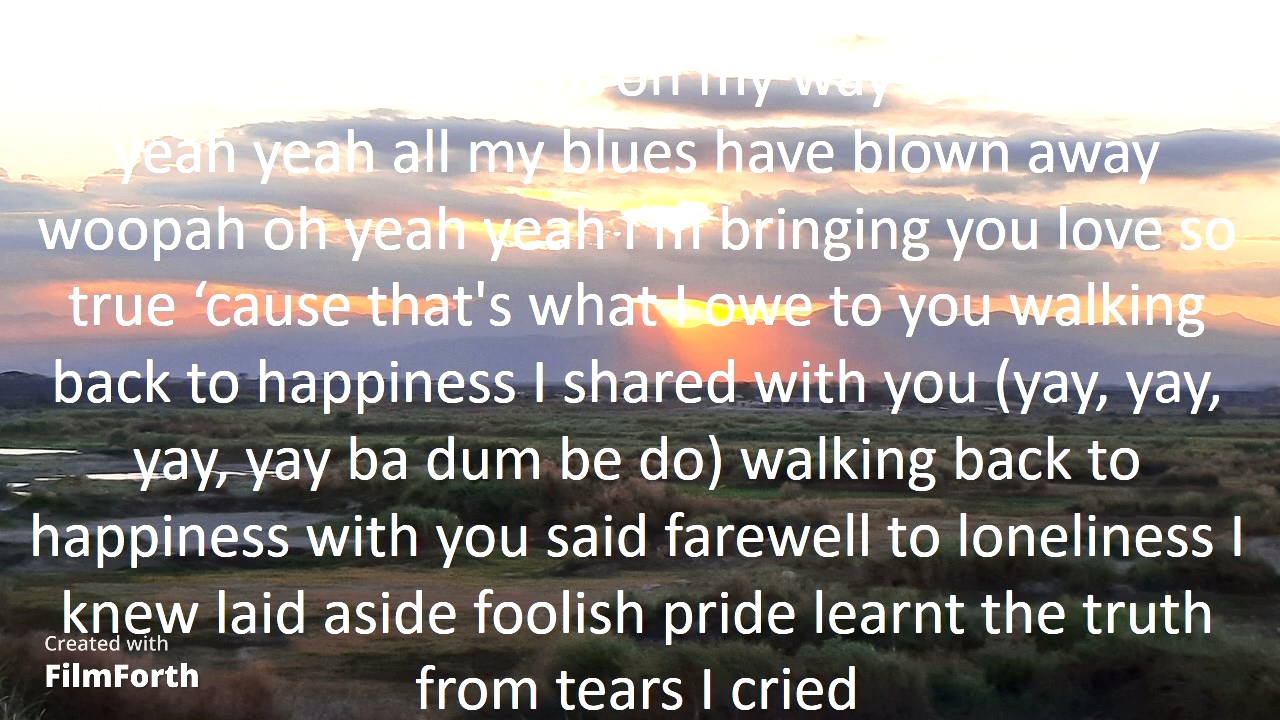 on my way
yeah yeah all my blues have blown away
woopah oh yeah yeah I'm bringing you love so
true ‘cause that's what I owe to you walking
back to happiness I shared with you (yay, yay,
yay, yay ba dum be do) walking back to
happiness with you said farewell to loneliness I
knew laid aside foolish pride learnt the truth
from tears I cried
Created with
FilmForth